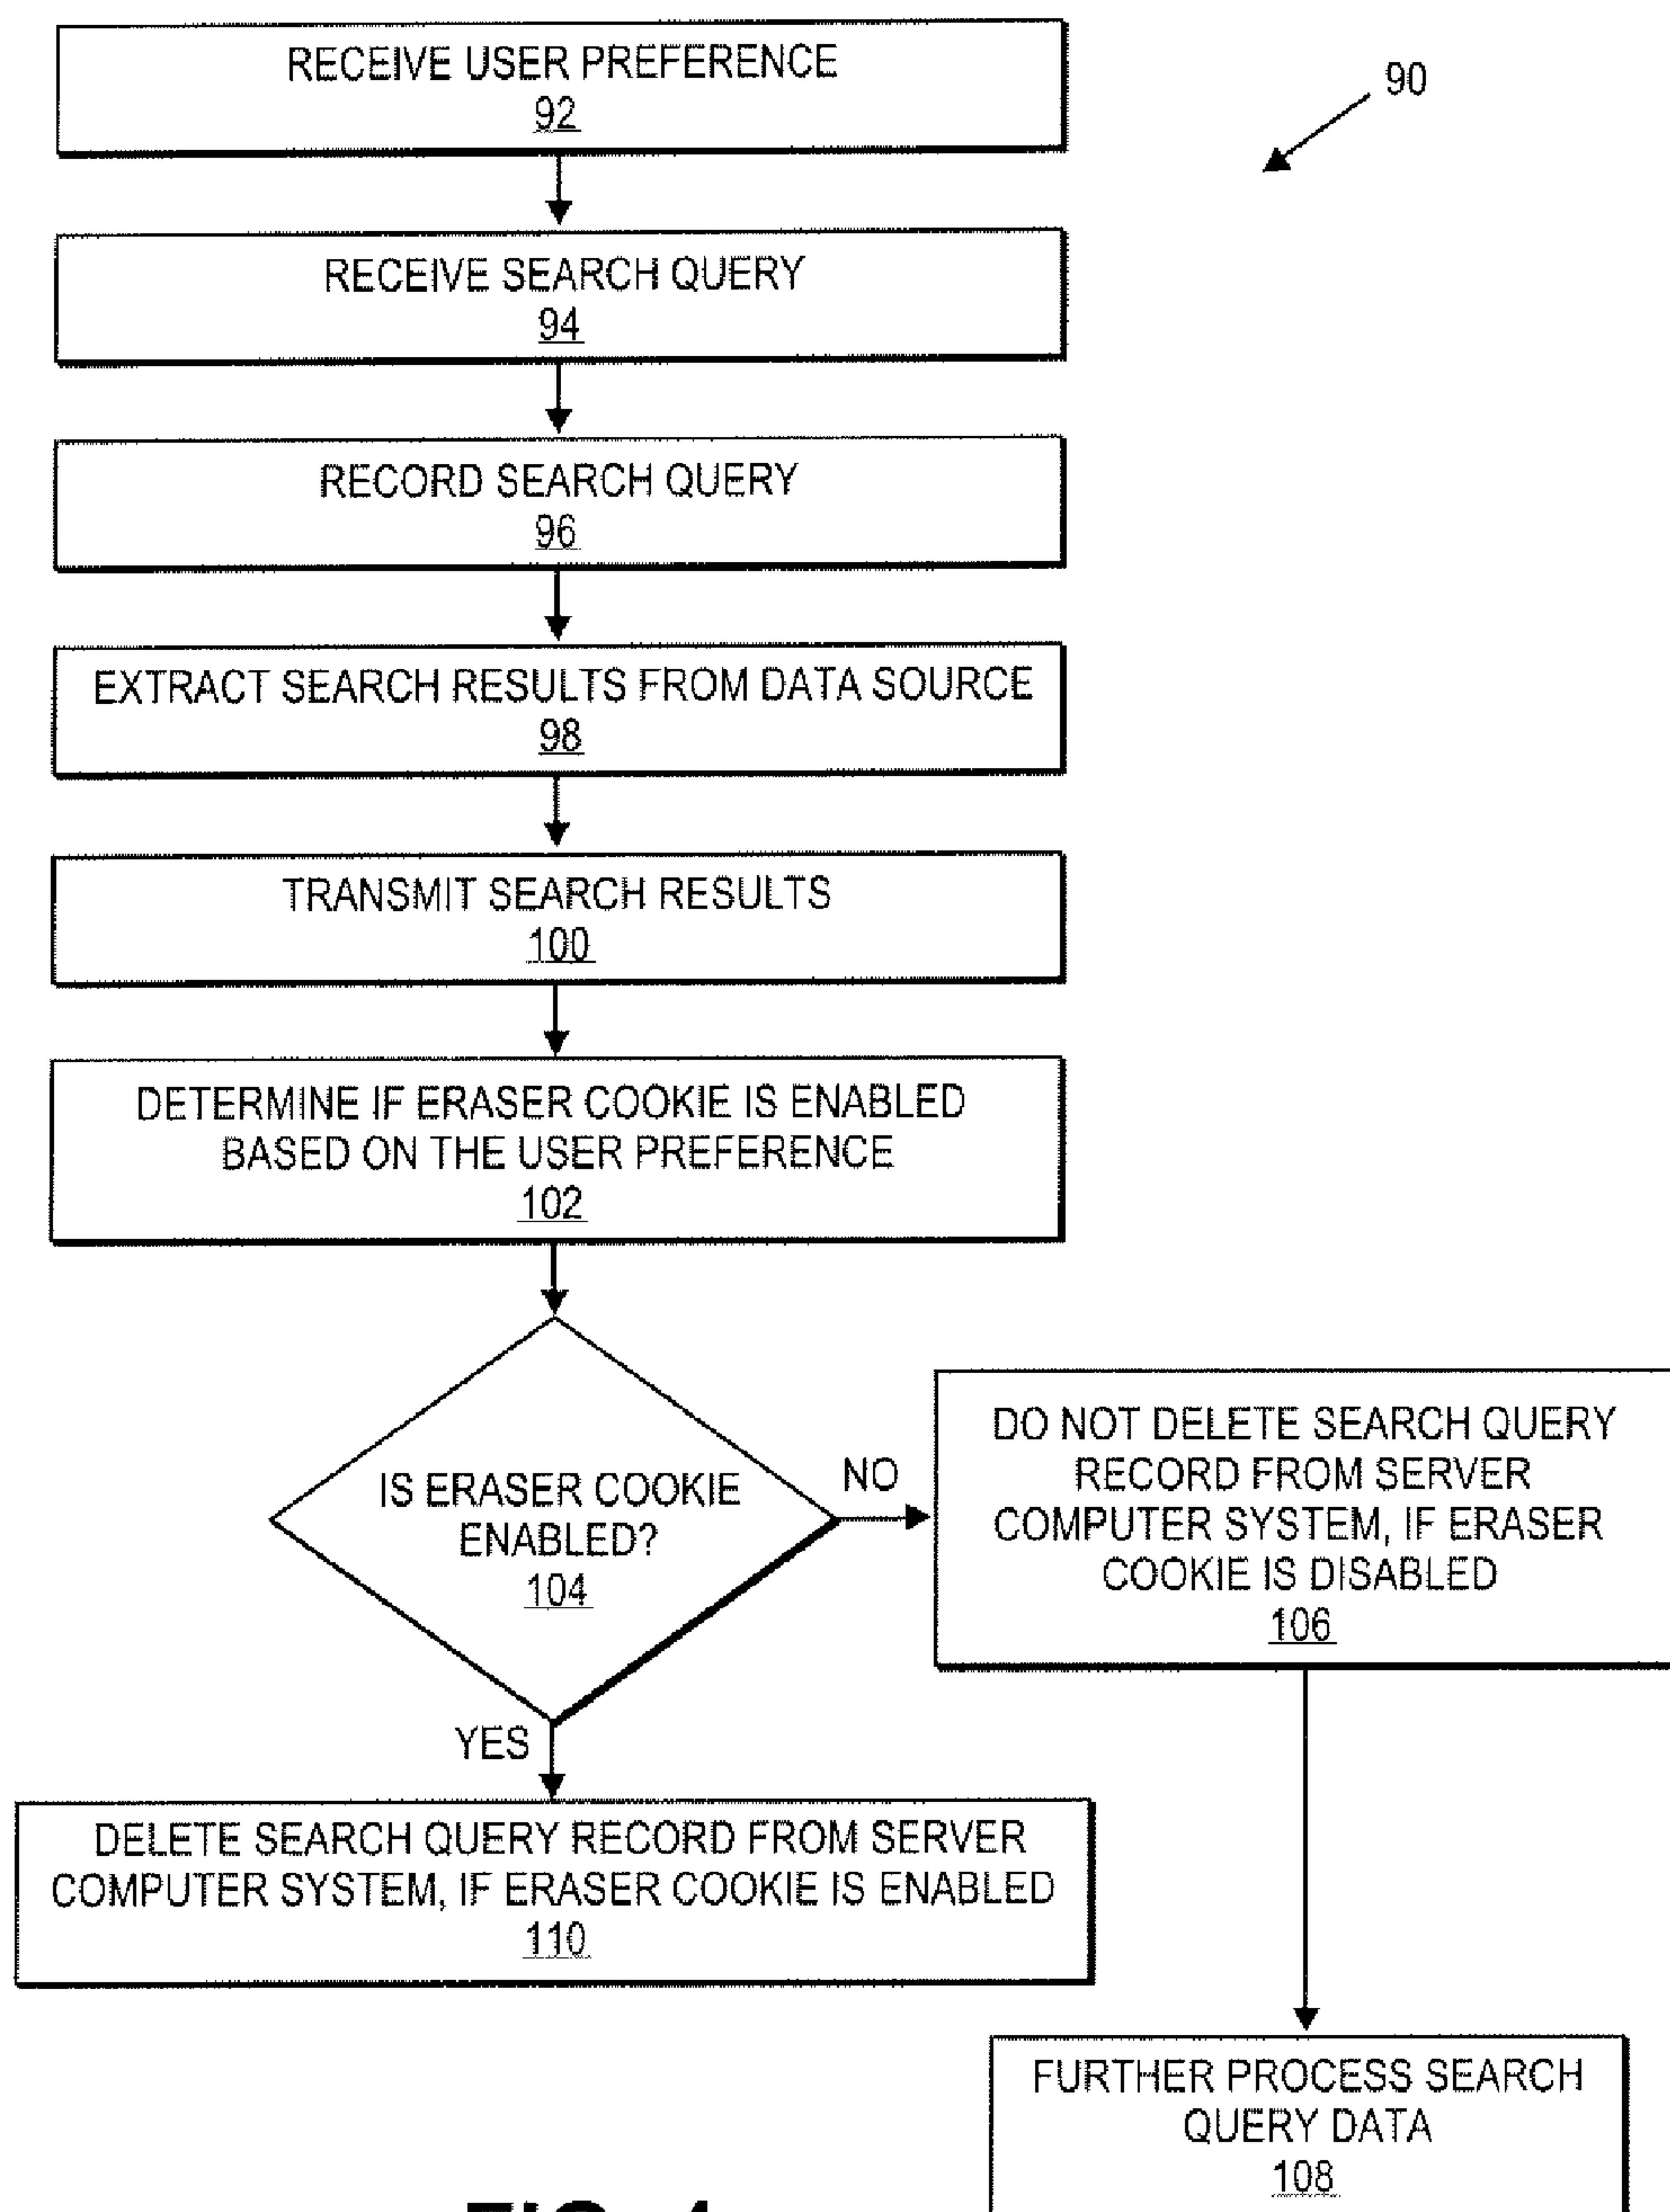 RECEIVE USER PREFERENCE
92
90
RECEIVE SEARCH QUERY
94
RECORD SEARCH QUERY
96
EXTRACT SEARCH RESULTS FROM DATA SOURCE
98
TRANSMIT SEARCH RESULTS
100
DETERMINE IF ERASER COOKIE IS ENABLED
BASED ON THE USER PREFERENCE
102
IS ERASER COOKIE
ENABLED?
104
NO
DO NOT DELETE SEARCH QUERY
RECORD FROM SERVER
COMPUTER SYSTEM, IF ERASER
COOKIE IS DISABLED
106
YES
DELETE SEARCH QUERY RECORD FROM SERVER
COMPUTER SYSTEM, IF ERASER COOKIE IS ENABLED
110
FURTHER PROCESS SEARCH
QUERY DATA
108